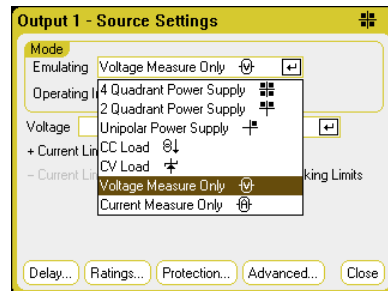 Output 1 - Source Settings
Mode
Emulating Voltage Measure Only
Operating
4 Quadrant Power Supply
2 Quadrant Power Supply
Unipolar Power Supply
Voltage
CC Load
+ Current
CV Load
- Current
Voltage Measure Only
king Limits
Current Measure Only
Delay... Ratings... Protection... Advanced... Close